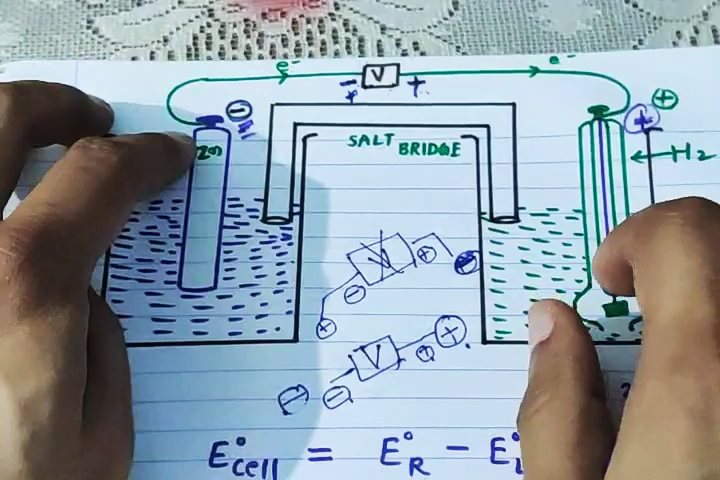 e⁻ V e⁻
− +
− + +
Zn
SALT BRIDGE
H₂
V
− +
+
V
− − + +
E°cell = E°R − E°